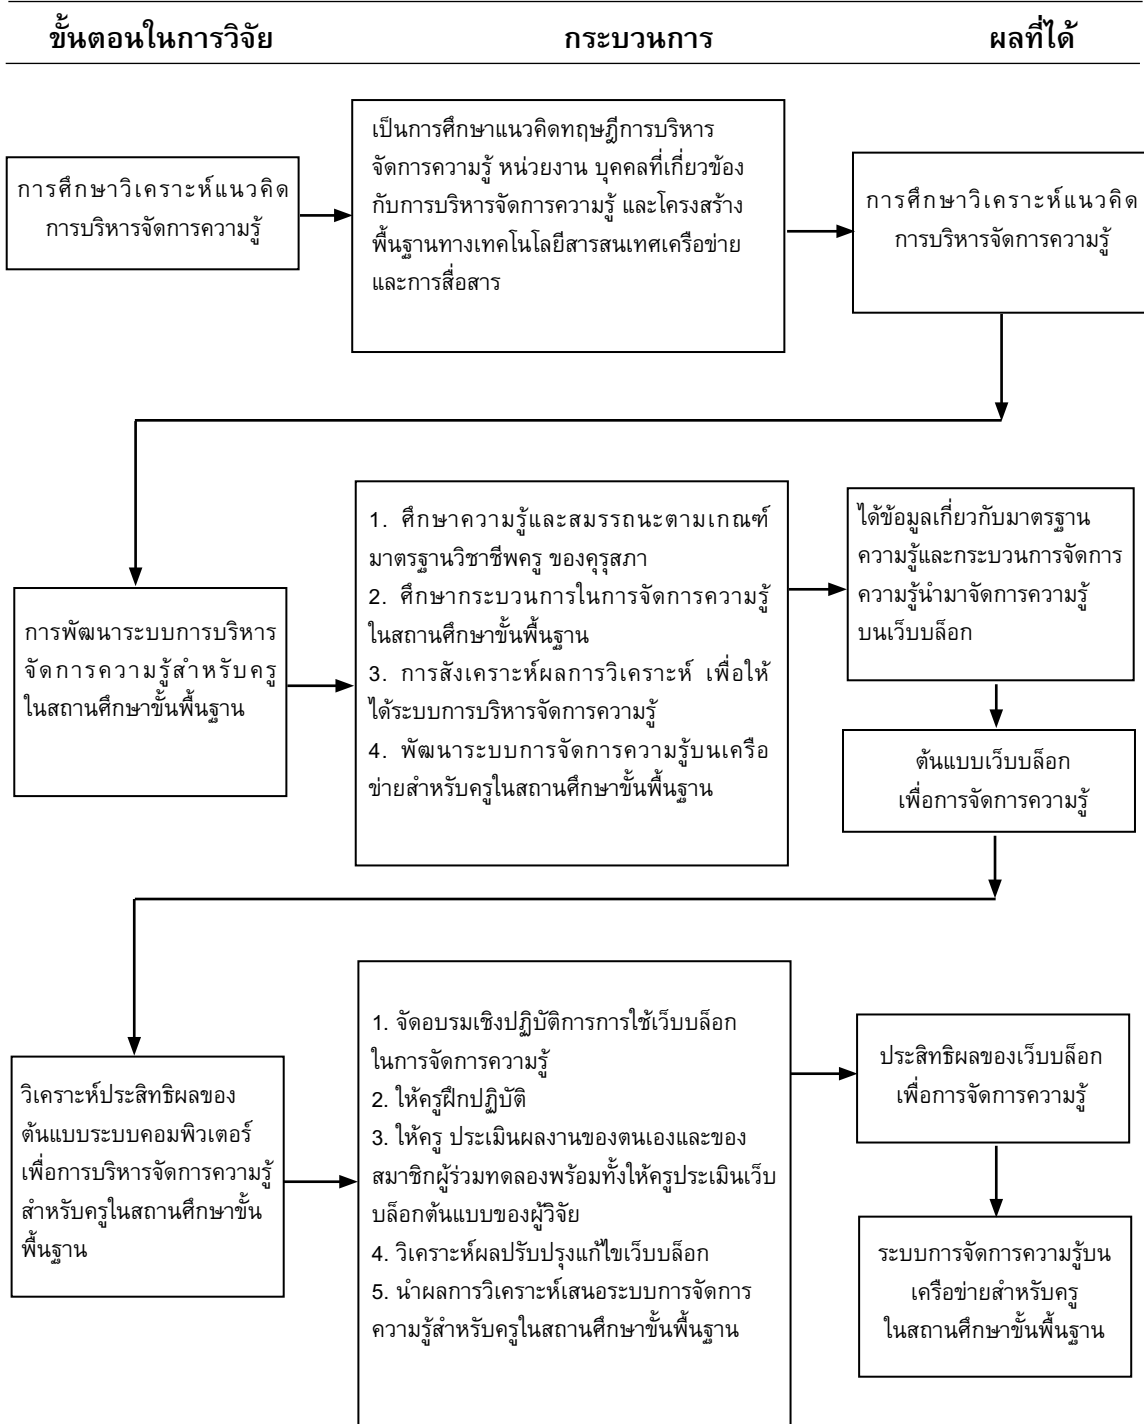 ขั้นตอนในการวิจัย กระบวนการ ผลที่ได้
การศึกษาวิเคราะห์แนวคิด
การบริหารจัดการความรู้
เป็นการศึกษาแนวคิดทฤษฎีการบริหาร
จัดการความรู้ หน่วยงาน บุคคลที่เกี่ยวข้อง
กับการบริหารจัดการความรู้ และโครงสร้าง
พื้นฐานทางเทคโนโลยีสารสนเทศเครือข่าย
และการสื่อสาร
การศึกษาวิเคราะห์แนวคิด
การบริหารจัดการความรู้
การพัฒนาระบบการบริหาร
จัดการความรู้สำหรับครู
ในสถานศึกษาขั้นพื้นฐาน
1. ศึกษาความรู้และสมรรถนะตามเกณฑ์
มาตรฐานวิชาชีพครู ของคุรุสภา
2. ศึกษากระบวนการในการจัดการความรู้
ในสถานศึกษาขั้นพื้นฐาน
3. การสังเคราะห์ผลการวิเคราะห์ เพื่อให้
ได้ระบบการบริหารจัดการความรู้
4. พัฒนาระบบการจัดการความรู้บนเครือ
ข่ายสำหรับครูในสถานศึกษาขั้นพื้นฐาน
ได้ข้อมูลเกี่ยวกับมาตรฐาน
ความรู้และกระบวนการจัดการ
ความรู้นำมาจัดการความรู้
บนเว็บบล็อก
ต้นแบบเว็บบล็อก
เพื่อการจัดการความรู้
วิเคราะห์ประสิทธิผลของ
ต้นแบบระบบคอมพิวเตอร์
เพื่อการบริหารจัดการความรู้
สำหรับครูในสถานศึกษาขั้น
พื้นฐาน
1. จัดอบรมเชิงปฏิบัติการการใช้เว็บบล็อก
ในการจัดการความรู้
2. ให้ครูฝึกปฏิบัติ
3. ให้ครู ประเมินผลงานของตนเองและของ
สมาชิกผู้ร่วมทดลองพร้อมทั้งให้ครูประเมินเว็บ
บล็อกต้นแบบของผู้วิจัย
4. วิเคราะห์ผลปรับปรุงแก้ไขเว็บบล็อก
5. นำผลการวิเคราะห์เสนอระบบการจัดการ
ความรู้สำหรับครูในสถานศึกษาขั้นพื้นฐาน
ประสิทธิผลของเว็บบล็อก
เพื่อการจัดการความรู้
ระบบการจัดการความรู้บน
เครือข่ายสำหรับครู
ในสถานศึกษาขั้นพื้นฐาน